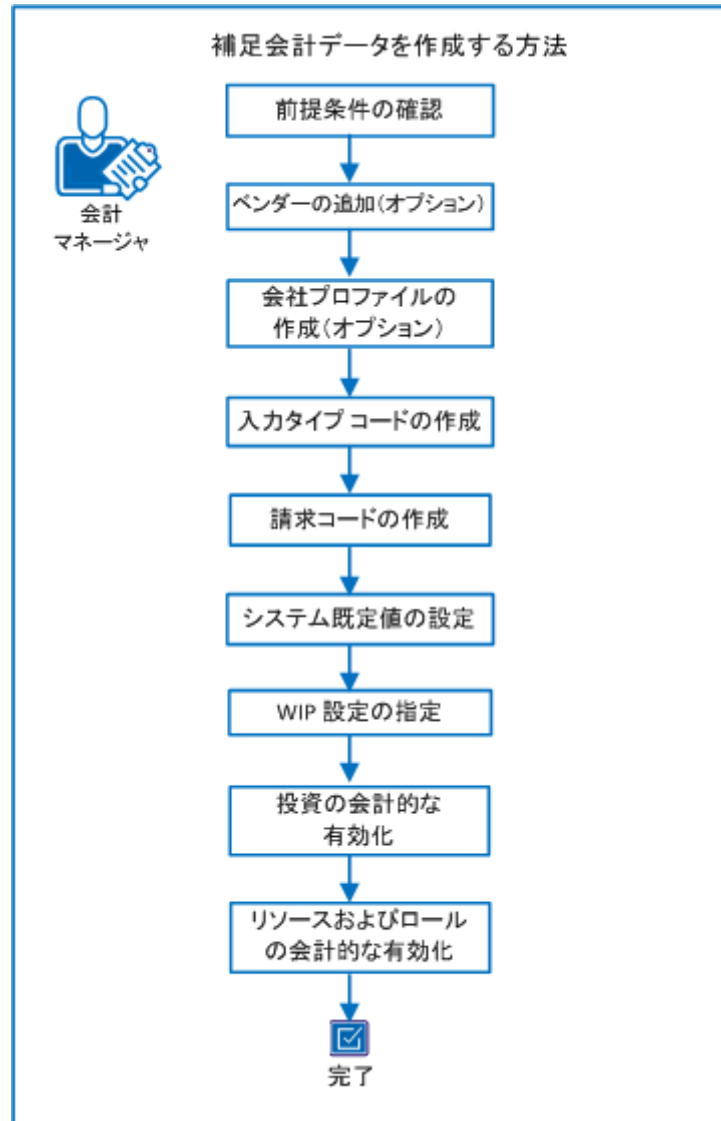 補足会計データを作成する方法
会計
マネージャ
前提条件の確認
ベンダーの追加(オプション)
会社プロファイルの
作成(オプション)
入力タイプ コードの作成
請求コードの作成
システム既定値の設定
WIP 設定の指定
投資の会計的な
有効化
リソースおよびロール
の会計的な有効化
完了